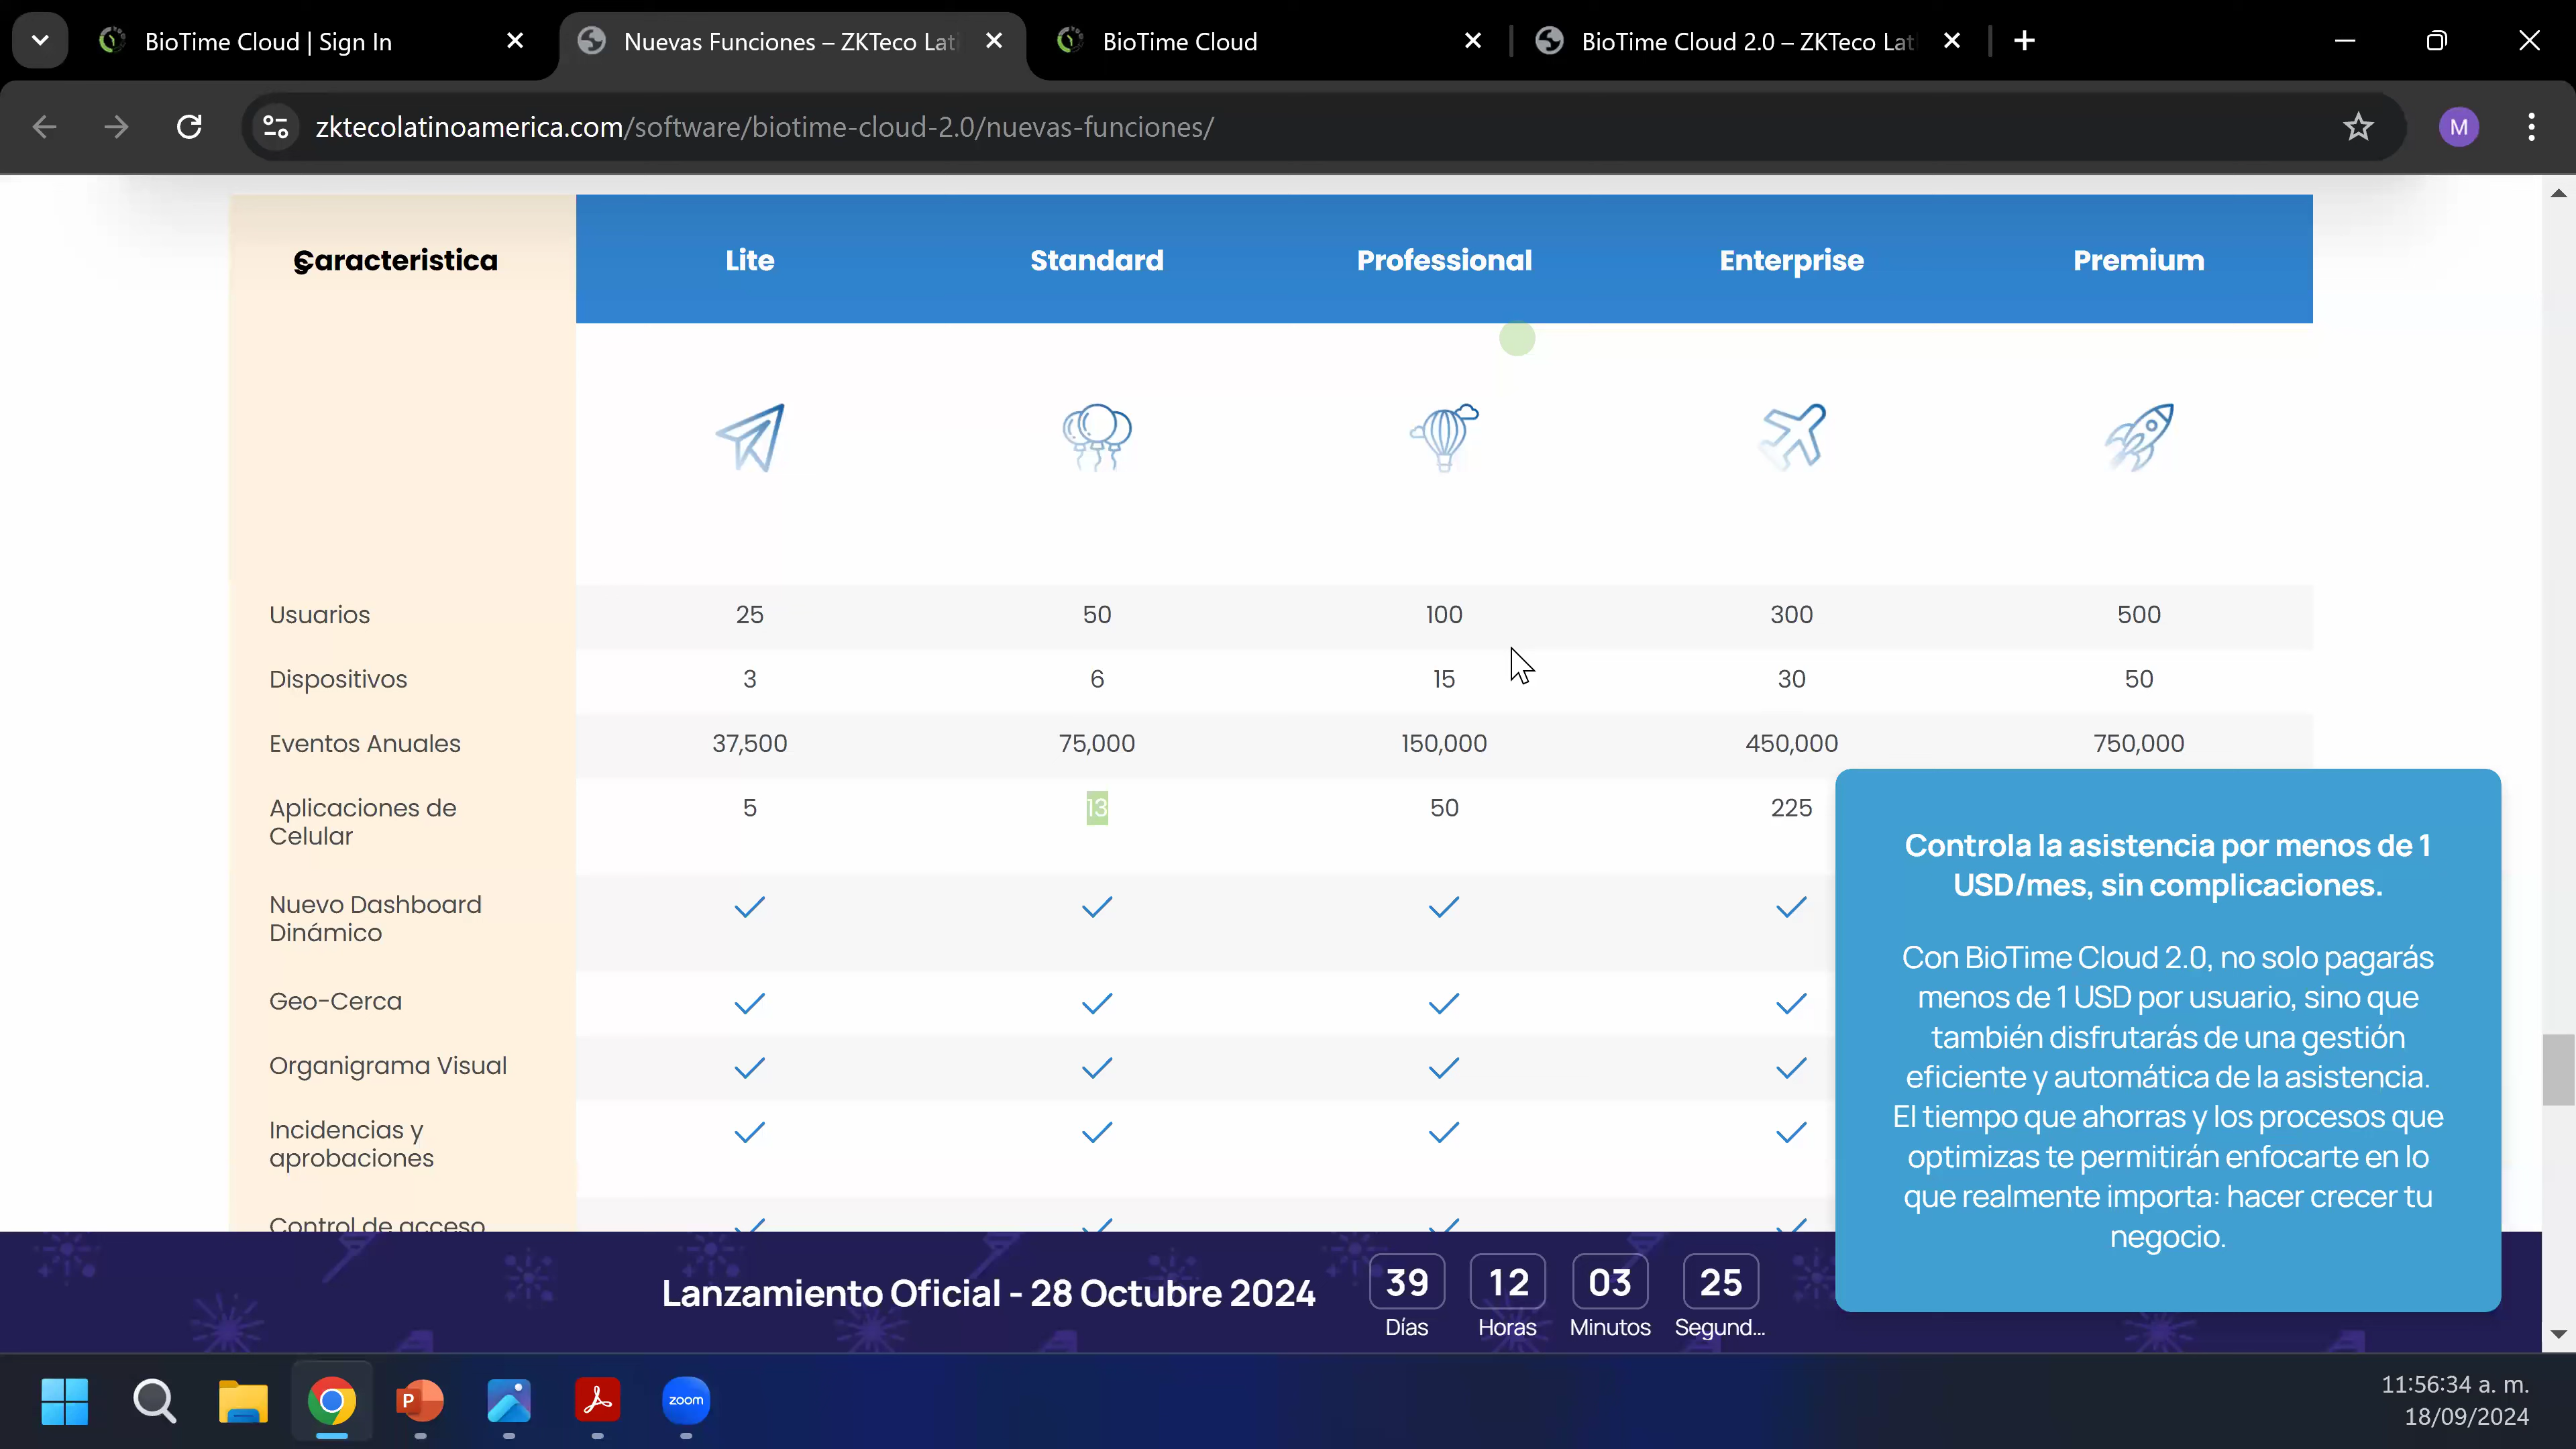 BioTime Cloud | Sign In
Nuevas Funciones – ZKTeco Lat
BioTime Cloud
BioTime Cloud 2.0 – ZKTeco Lat
zktecolatinoamerica.com/software/biotime-cloud-2.0/nuevas-funciones/
M
Caracteristica
s
Lite
Standard
Professional
Enterprise
Premium
Usuarios 25 50 100 300 500
Dispositivos 3 6 15 30 50
Eventos Anuales 37,500 75,000 150,000 450,000 750,000
Aplicaciones de 5 13 50 225
Celular
Nuevo Dashboard
Dinámico
Geo-Cerca
Organigrama Visual
Incidencias y
aprobaciones
Control de acceso
Controla la asistencia por menos de 1
USD/mes, sin complicaciones.
Con BioTime Cloud 2.0, no solo pagarás
menos de 1 USD por usuario, sino que
también disfrutarás de una gestión
eficiente y automática de la asistencia.
El tiempo que ahorras y los procesos que
optimizas te permitirán enfocarte en lo
que realmente importa: hacer crecer tu
negocio.
Lanzamiento Oficial - 28 Octubre 2024
39 12 03 25
Días Horas Minutos Segund...
P
zoom
11:56:34 a. m.
18/09/2024